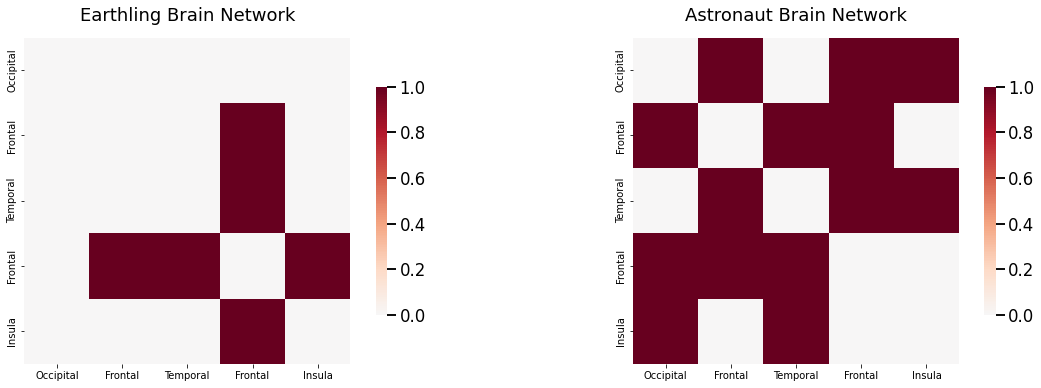 Earthling Brain Network
Astronaut Brain Network
Occipital
Frontal
Temporal
Frontal
Insula
Occipital Frontal Temporal Frontal Insula
1.0
0.8
0.6
0.4
0.2
0.0
Occipital
Frontal
Temporal
Frontal
Insula
Occipital Frontal Temporal Frontal Insula
1.0
0.8
0.6
0.4
0.2
0.0